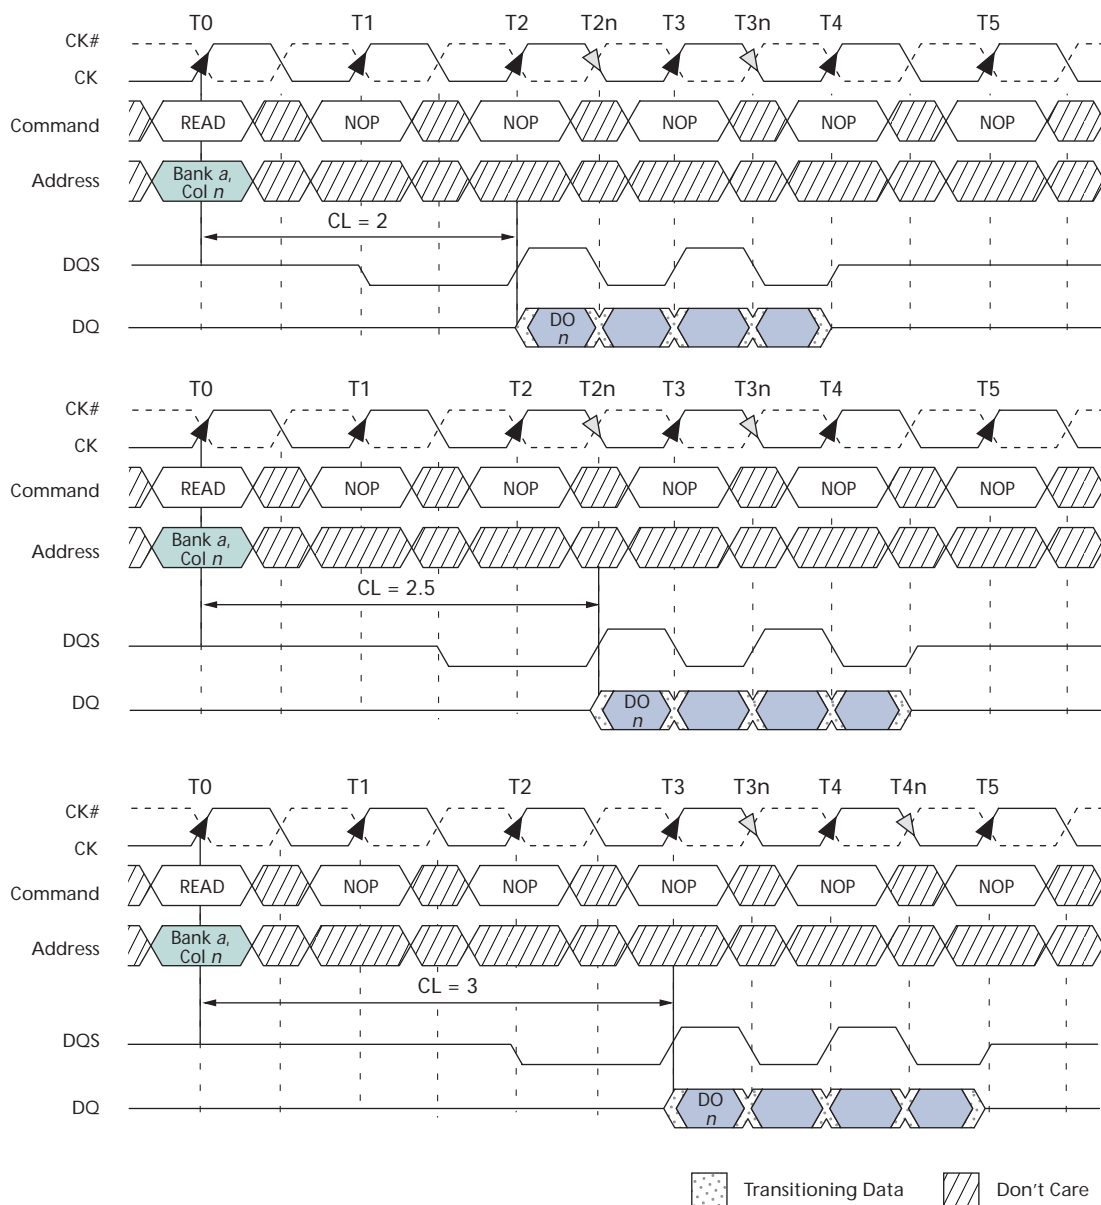 T0 T1 T2 T2n T3 T3n T4 T5
CK#
CK
Command READ NOP NOP NOP NOP NOP
Address Bank a,
Col n
CL = 2
DQS
DQ DO
n
T0 T1 T2 T2n T3 T3n T4 T5
CK#
CK
Command READ NOP NOP NOP NOP NOP
Address Bank a,
Col n
CL = 2.5
DQS
DQ DO
n
T0 T1 T2 T3 T3n T4 T4n T5
CK#
CK
Command READ NOP NOP NOP NOP NOP
Address Bank a,
Col n
CL = 3
DQS
DQ DO
n
Transitioning Data Don't Care